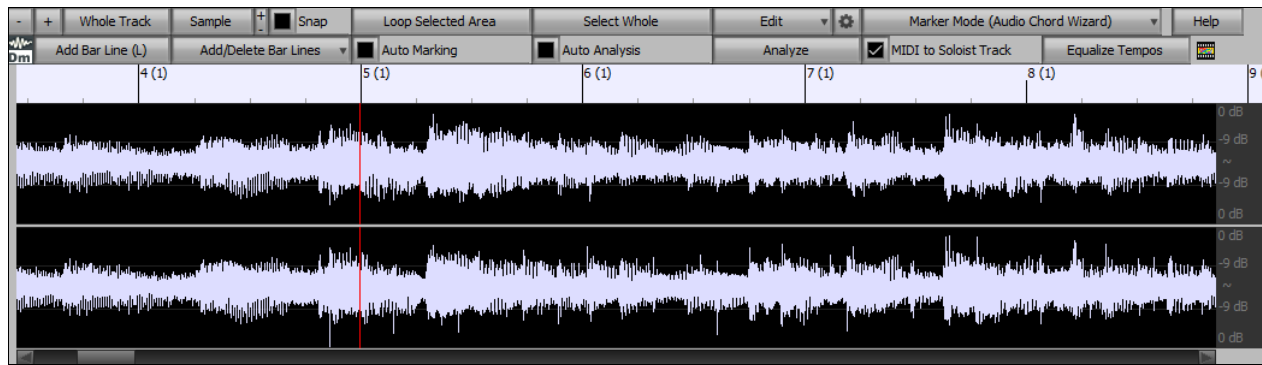 - + Whole Track Sample + - Snap Loop Selected Area Select Whole Edit Marker Mode (Audio Chord Wizard) Help
Dm Add Bar Line (L) Add/Delete Bar Lines Auto Marking Auto Analysis Analyze MIDI to Soloist Track Equalize Tempos
4 (1) 5 (1) 6 (1) 7 (1) 8 (1) 9 (
0 dB
-9 dB
~
-9 dB
0 dB
0 dB
-9 dB
~
-9 dB
0 dB